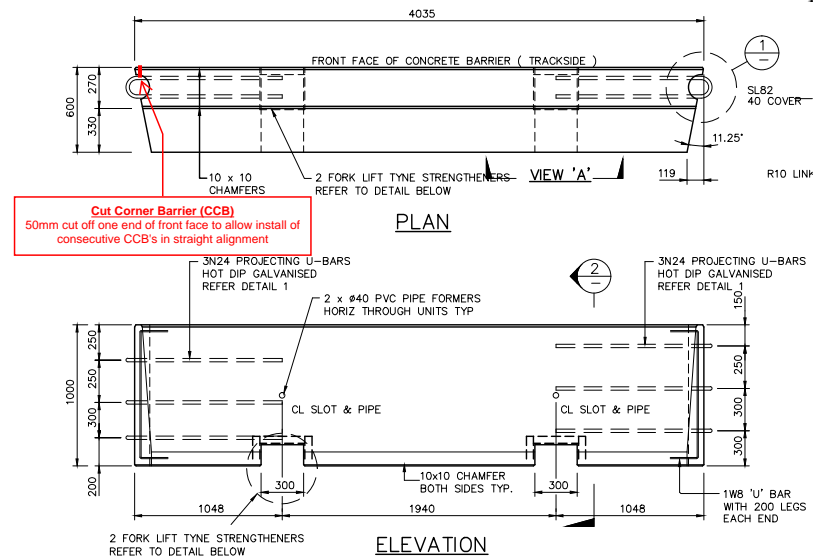 4035
FRONT FACE OF CONCRETE BARRIER ( TRACKSIDE )
1
–
600
270
330
SL82
40 COVER
11.25°
10 x 10
CHAMFERS
2 FORK LIFT TYNE STRENGTHENERS
REFER TO DETAIL BELOW
VIEW 'A'
119
R10 LINK
Cut Corner Barrier (CCB)
50mm cut off one end of front face to allow install of
consecutive CCB's in straight alignment
PLAN
3N24 PROJECTING U-BARS
HOT DIP GALVANISED
REFER DETAIL 1
2 x ø40 PVC PIPE FORMERS
HORIZ THROUGH UNITS TYP
2
–
3N24 PROJECTING U-BARS
HOT DIP GALVANISED
REFER DETAIL 1
150
1000
250
250
300
200
250
300
300
CL SLOT & PIPE
CL SLOT & PIPE
300
10x10 CHAMFER
BOTH SIDES TYP.
300
1W8 'U' BAR
WITH 200 LEGS
EACH END
1048
1940
1048
2 FORK LIFT TYNE STRENGTHENERS
REFER TO DETAIL BELOW
ELEVATION